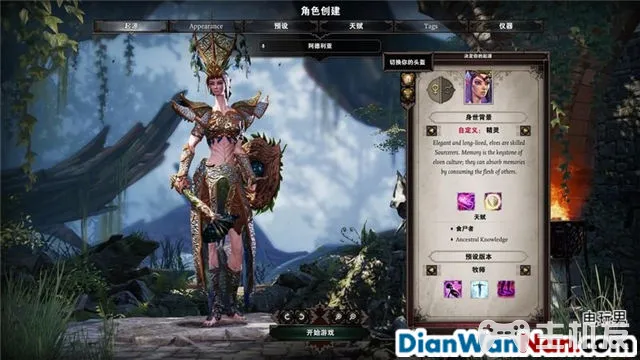 角色创建
起源 Appearance 预设 天赋 Tags 仪器
阿德利亚
切换你的头盔
决定你的起源
身世背景
自定义：精灵
Elegant and long-lived, elves are skilled
Sourcerers. Memory is the keystone of
elven culture; they can absorb memories
by consuming the flesh of others.
天赋
食尸者
Ancestral Knowledge
预设版本
牧师
开始游戏
电玩男
DianWanNan.com